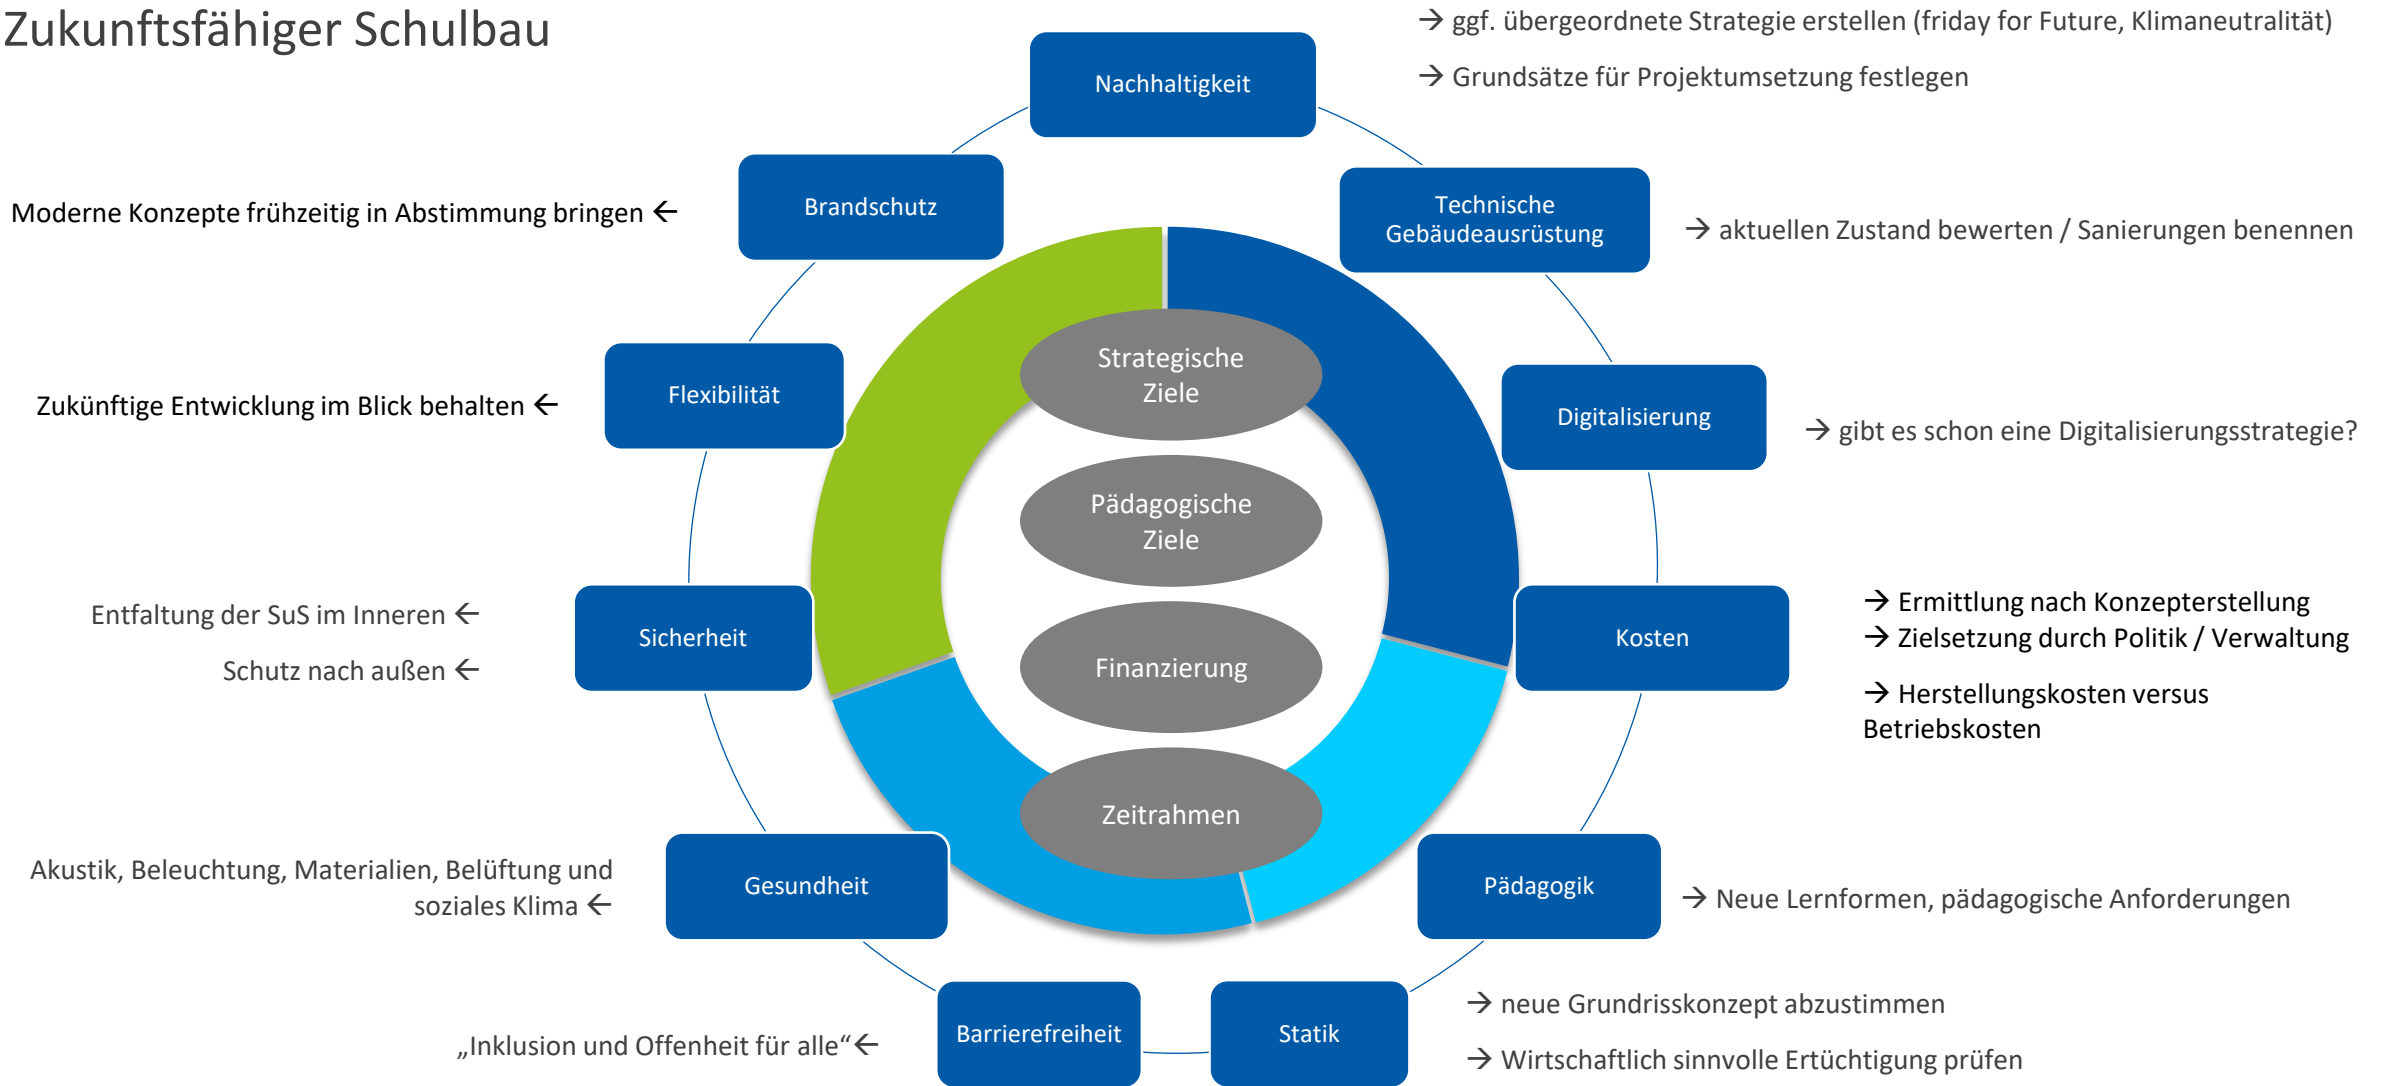 Zukunftsfähiger Schulbau
→ ggf. übergeordnete Strategie erstellen (friday for Future, Klimaneutralität)
→ Grundsätze für Projektumsetzung festlegen
Nachhaltigkeit
Technische
Gebäudeausrüstung
→ aktuellen Zustand bewerten / Sanierungen benennen
Digitalisierung
→ gibt es schon eine Digitalisierungsstrategie?
Kosten
→ Ermittlung nach Konzepterstellung
→ Zielsetzung durch Politik / Verwaltung
→ Herstellungskosten versus
Betriebskosten
Pädagogik
→ Neue Lernformen, pädagogische Anforderungen
Statik
→ neue Grundrisskonzept abzustimmen
→ Wirtschaftlich sinnvolle Ertüchtigung prüfen
Barrierefreiheit
„Inklusion und Offenheit für alle“ ←
Gesundheit
Akustik, Beleuchtung, Materialien, Belüftung und
soziales Klima ←
Sicherheit
Entfaltung der SuS im Inneren ←
Schutz nach außen ←
Flexibilität
Zukünftige Entwicklung im Blick behalten ←
Brandschutz
Moderne Konzepte frühzeitig in Abstimmung bringen ←
Strategische
Ziele
Pädagogische
Ziele
Finanzierung
Zeitrahmen